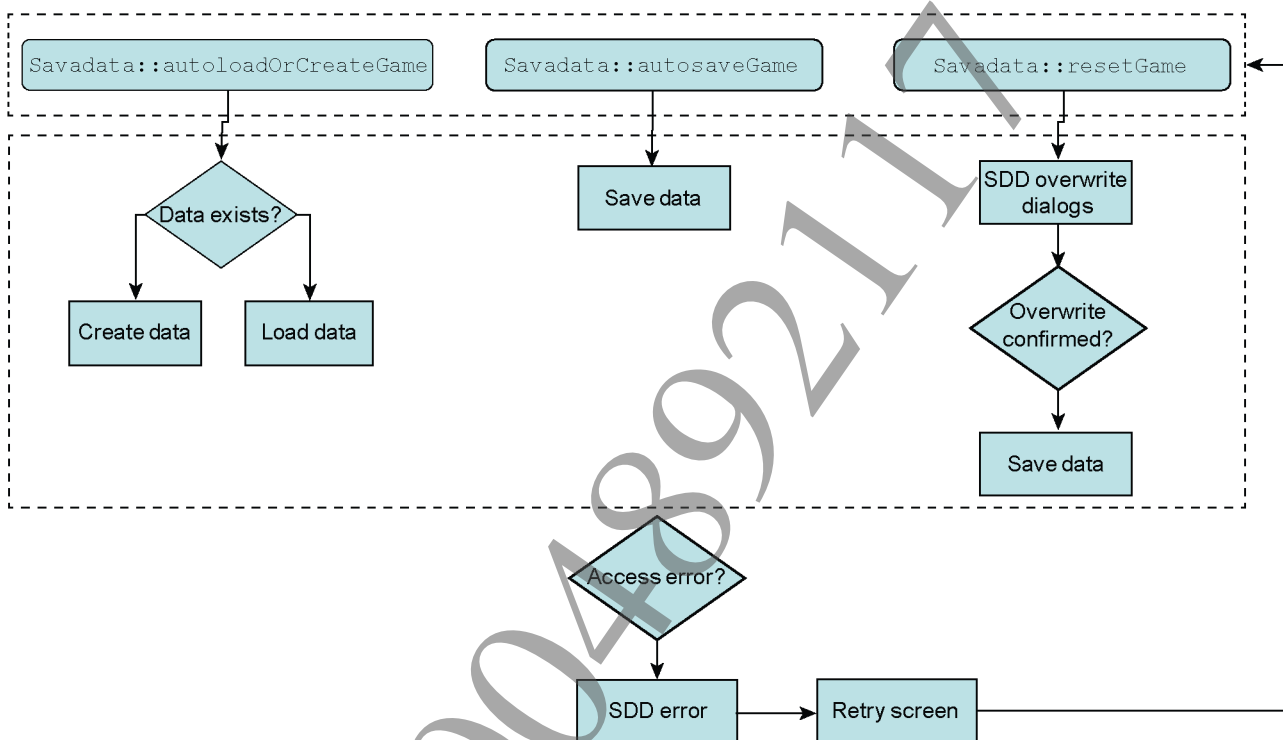 Savadata::autoloadOrCreateGame
Savadata::autosaveGame
Savadata::resetGame
Data exists?
Save data
SDD overwrite
dialogs
Create data
Load data
Overwrite
confirmed?
Save data
Access error?
SDD error
Retry screen
004892117